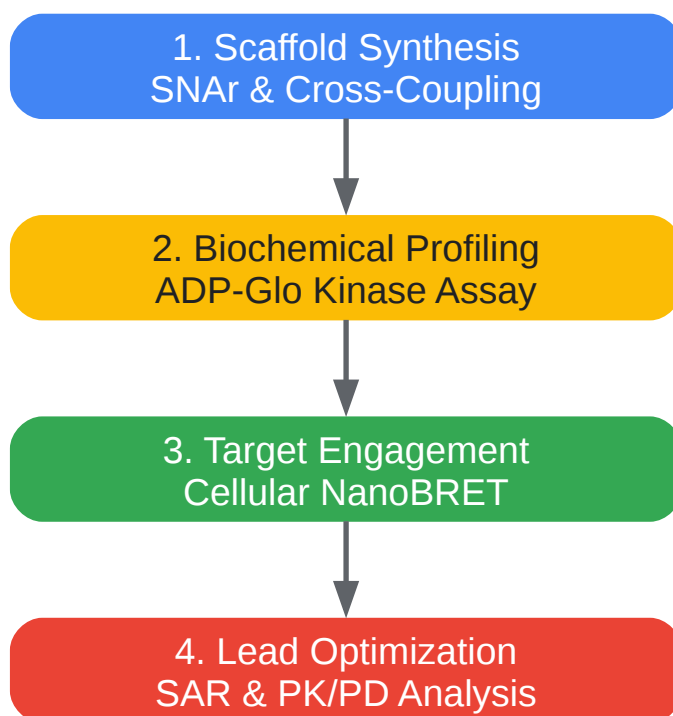 1. Scaffold Synthesis
SNAr & Cross-Coupling
2. Biochemical Profiling
ADP-Glo Kinase Assay
3. Target Engagement
Cellular NanoBRET
4. Lead Optimization
SAR & PK/PD Analysis